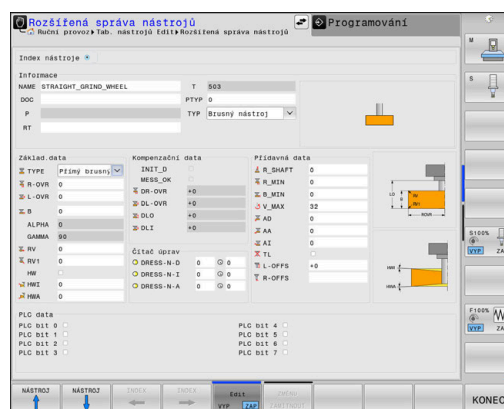 Rozšířená správa nástrojů
Programování
Ruční provoz Tab. nástrojů Edit Rozšířená správa nástrojů
Index nástroje
Informace
NAME STRAIGHT_GRIND_WHEEL T 503
DOC PTYP 0
P TYP Brusný nástroj
RT
Základ.data Kompenzační data Přídavná data
TYPE Přímý brusný INIT_D R_SHAFT 0
R-OVR 0 MESS_OK R_MIN 0
L-OVR 0 DR-OVR +0 B_MIN 0
B 0 DL-OVR +0 V_MAX 32
ALPHA 0 DLO +0 AD 0
GAMMA 90 DLI +0 AA 0
RV 0 Čítač úprav AI 0
RV1 0 DRESS-N-D 0 0 TL
HW DRESS-N-I 0 0 L-OFFS +0
HWI 0 DRESS-N-A 0 0 R-OFFS
HWA 0
PLC data
PLC bit 0 PLC bit 4
PLC bit 1 PLC bit 5
PLC bit 2 PLC bit 6
PLC bit 3 PLC bit 7
M
S
S100%
VYP ZA
F100%
VYP ZA
NÁSTROJ NÁSTROJ INDEX INDEX Edit
VYP ZAP
KONEC